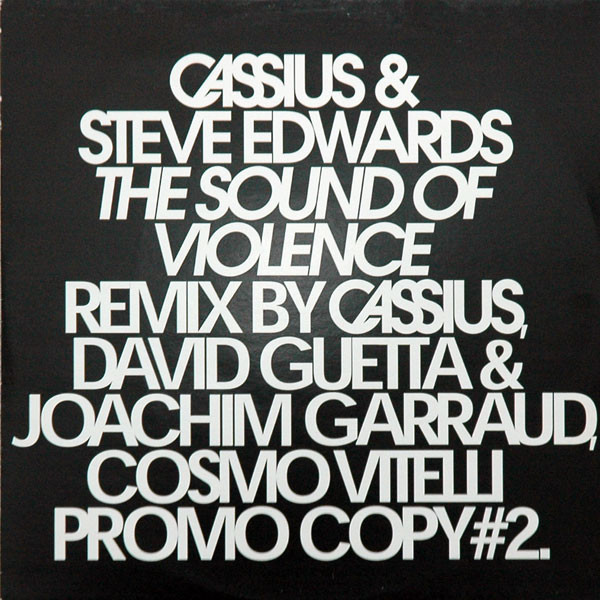 CASSIUS &
STEVE EDWARDS
THE SOUND OF
VIOLENCE
REMIX BY CASSIUS,
DAVID GUETTA &
JOACHIM GARRAUD,
COSMO VITELLI
PROMO COPY#2.